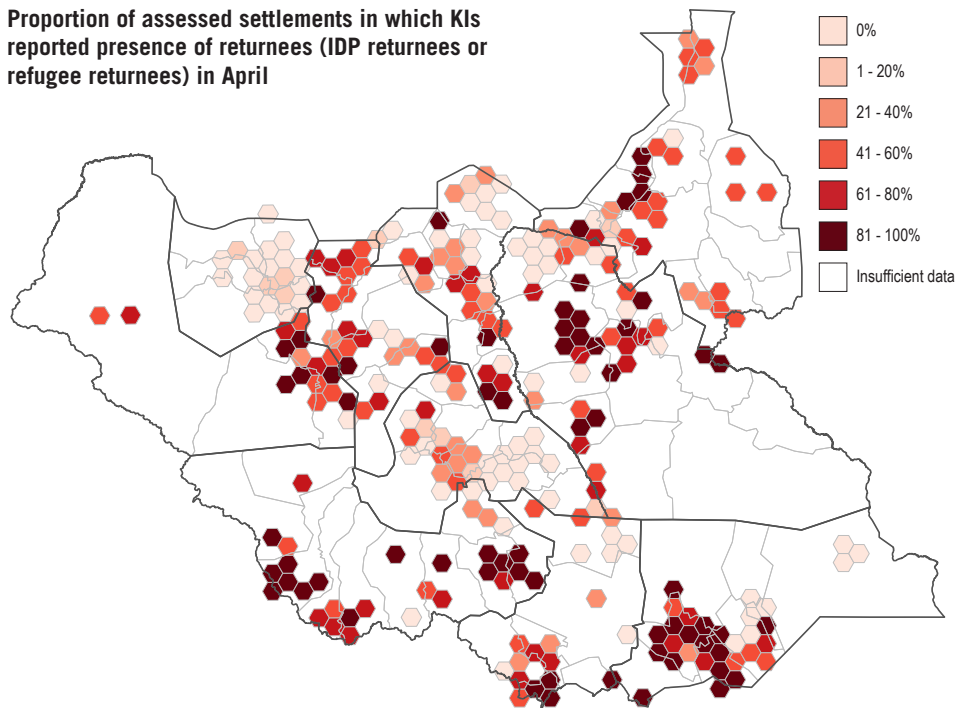 Proportion of assessed settlements in which KIs
reported presence of returnees (IDP returnees or
refugee returnees) in April
0%
1 - 20%
21 - 40%
41 - 60%
61 - 80%
81 - 100%
Insufficient data